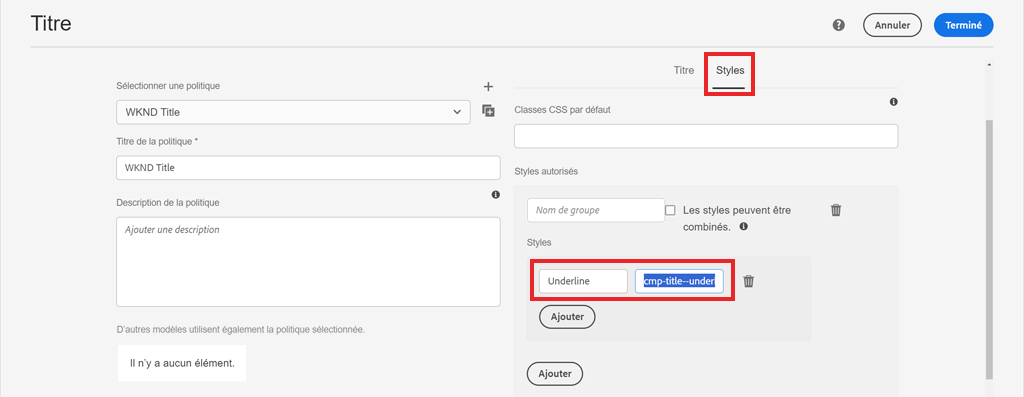 Titre
Annuler
Terminé
Sélectionner une politique
WKND Title
Titre de la politique *
WKND Title
Description de la politique
Ajouter une description
D'autres modèles utilisent également la politique sélectionnée.
Il n'y a aucun élément.
Titre
Styles
Classes CSS par défaut
Styles autorisés
Nom de groupe
Les styles peuvent être
combinés.
Styles
Underline
cmp-title--under
Ajouter
Ajouter